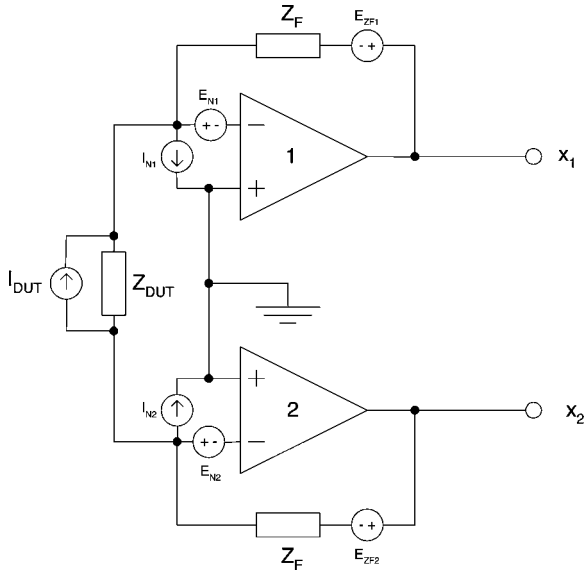 Z_F
E_ZF1
E_N1
+ -
- +
−
I_N1
1
x_1
+
I_DUT
Z_DUT
+
I_N2
2
x_2
+ -
−
E_N2
- +
Z_F
E_ZF2